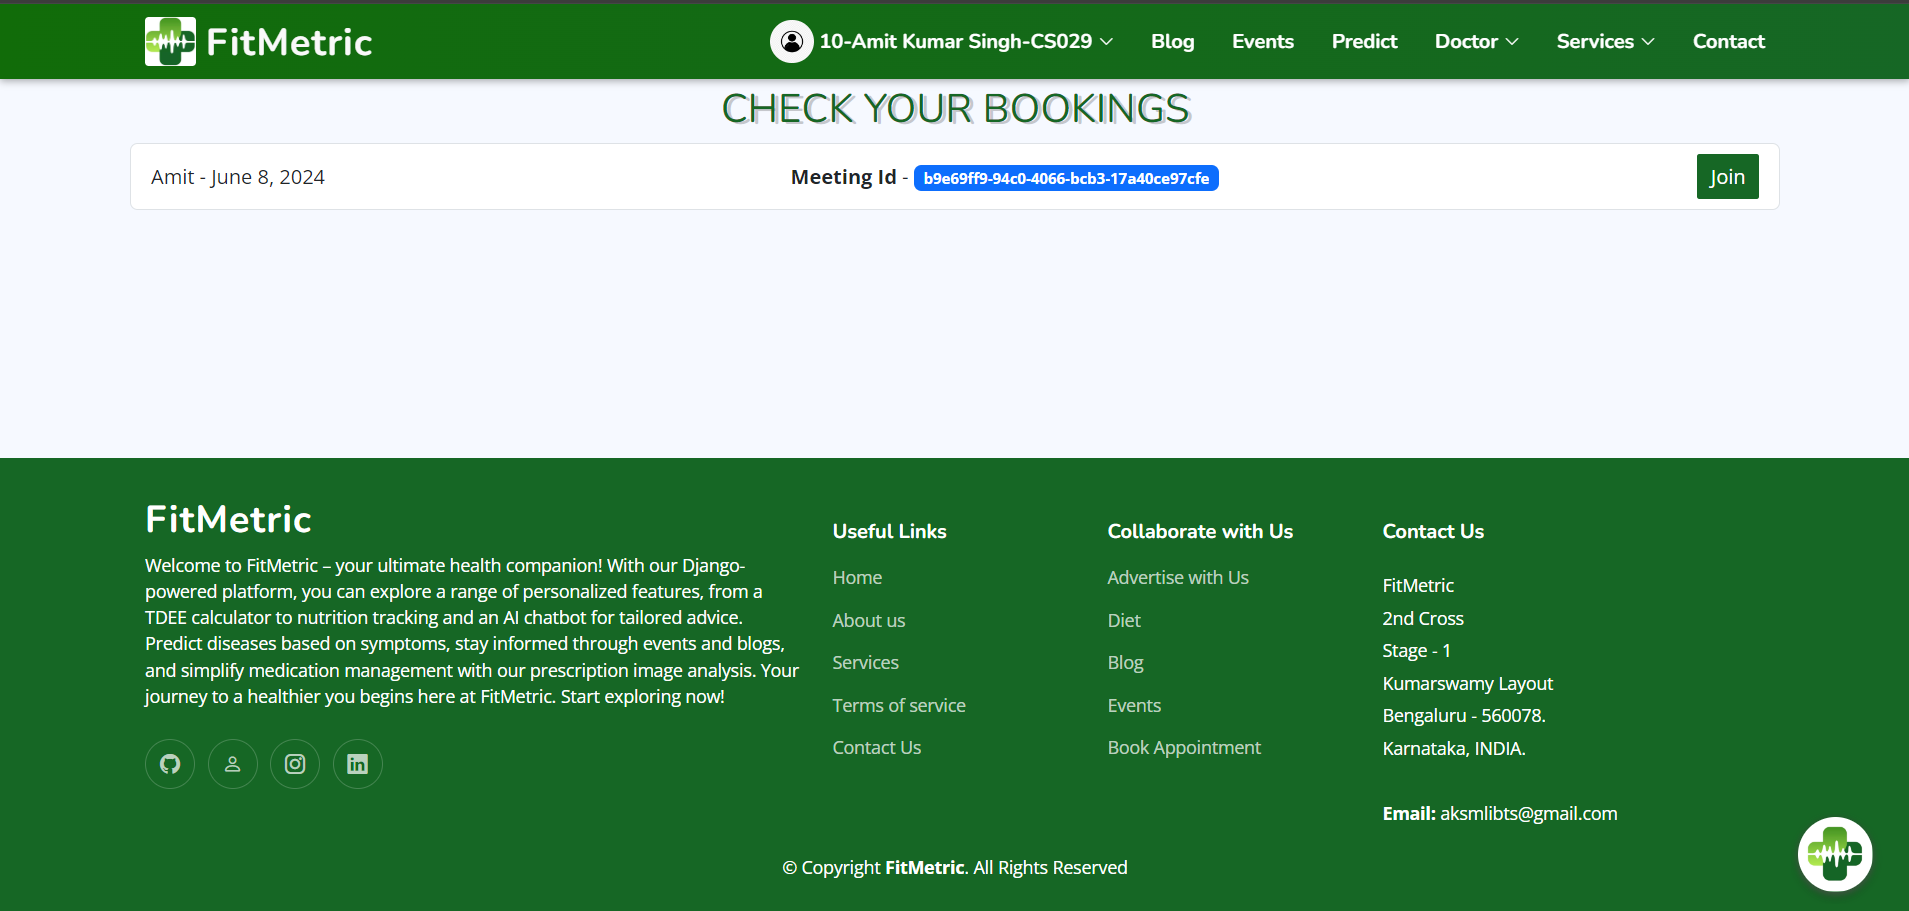 FitMetric
10-Amit Kumar Singh-CS029
Blog
Events
Predict
Doctor
Services
Contact
CHECK YOUR BOOKINGS
Amit - June 8, 2024
Meeting Id - b9e69ff9-94c0-4066-bcb3-17a40ce97cfe
Join
FitMetric
Welcome to FitMetric – your ultimate health companion! With our Django-
powered platform, you can explore a range of personalized features, from a
TDEE calculator to nutrition tracking and an AI chatbot for tailored advice.
Predict diseases based on symptoms, stay informed through events and blogs,
and simplify medication management with our prescription image analysis. Your
journey to a healthier you begins here at FitMetric. Start exploring now!
Useful Links
Home
About us
Services
Terms of service
Contact Us
Collaborate with Us
Advertise with Us
Diet
Blog
Events
Book Appointment
Contact Us
FitMetric
2nd Cross
Stage - 1
Kumarswamy Layout
Bengaluru - 560078.
Karnataka, INDIA.
Email: aksmlibts@gmail.com
© Copyright FitMetric. All Rights Reserved